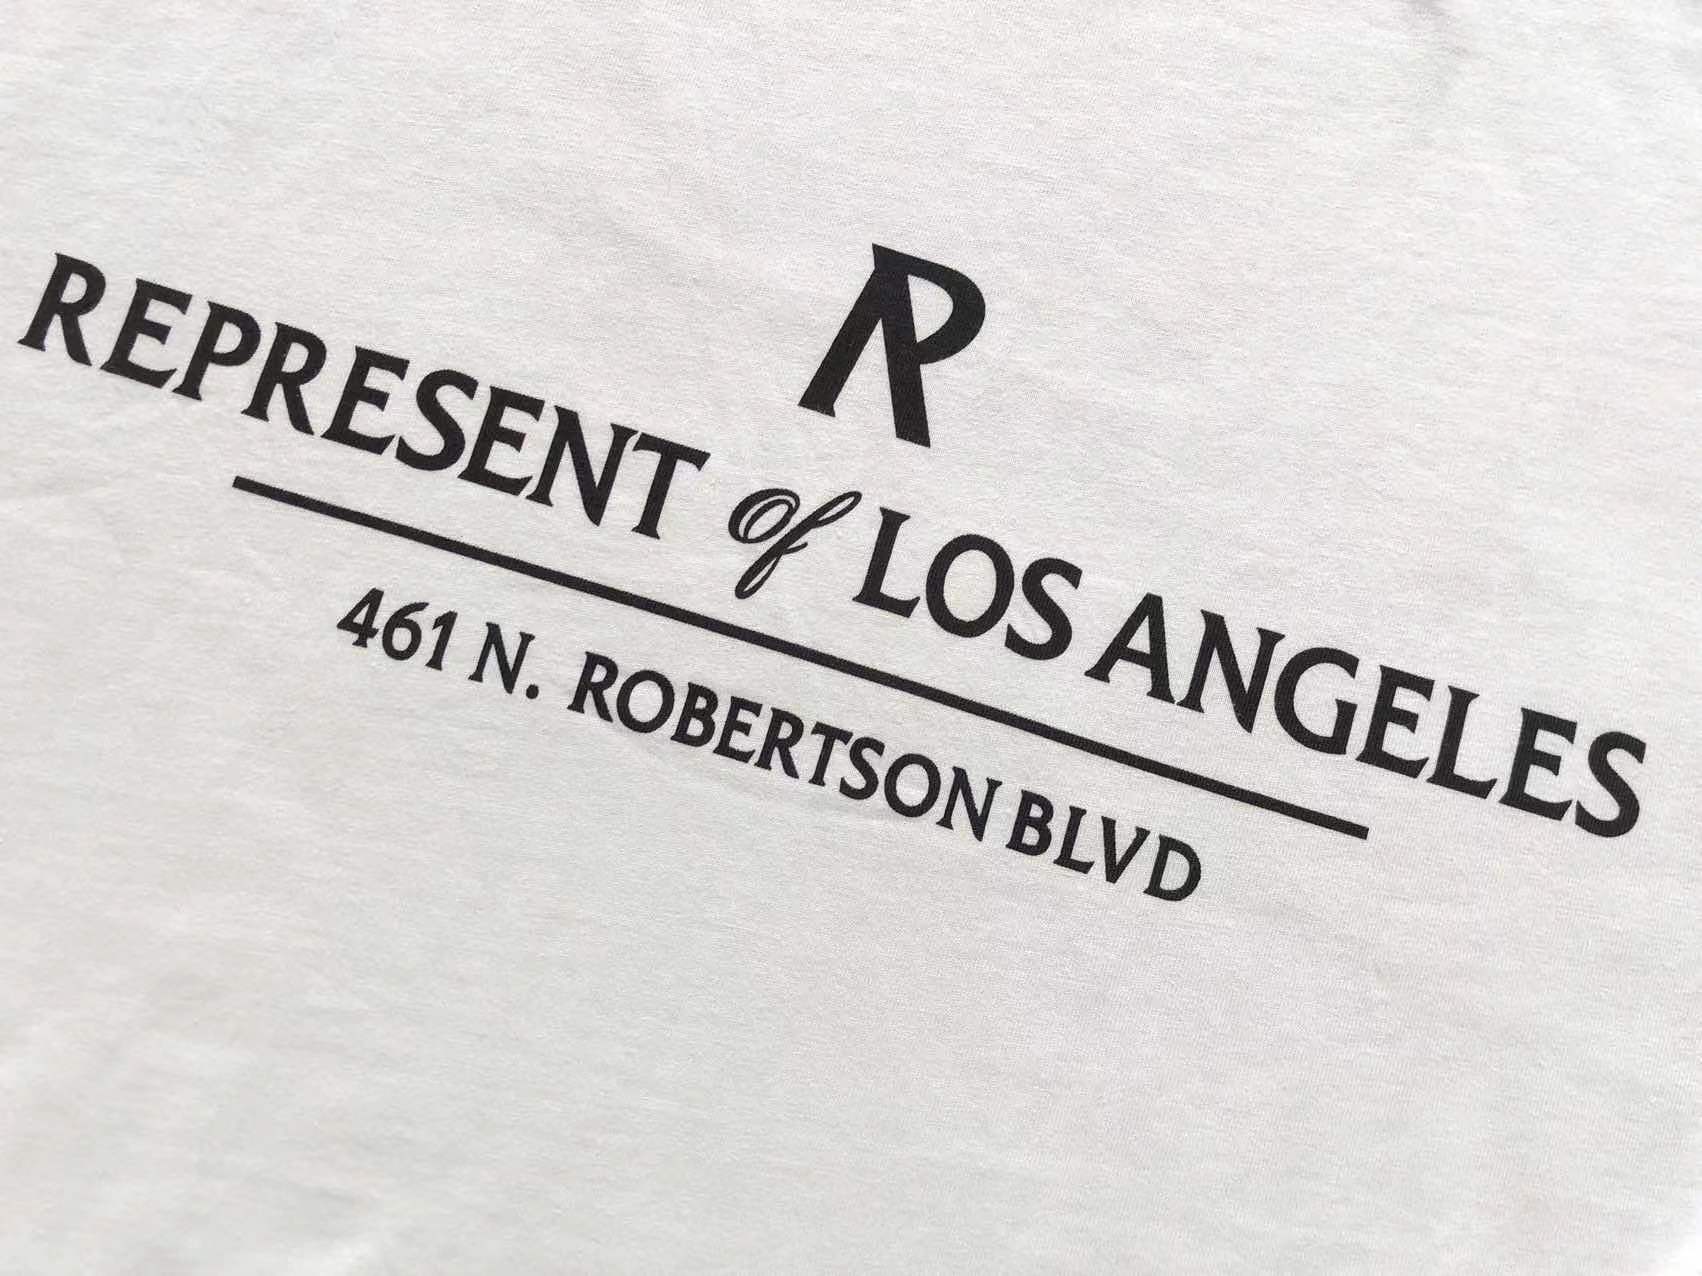 R
REPRESENT of LOS ANGELES
461 N. ROBERTSON BLVD